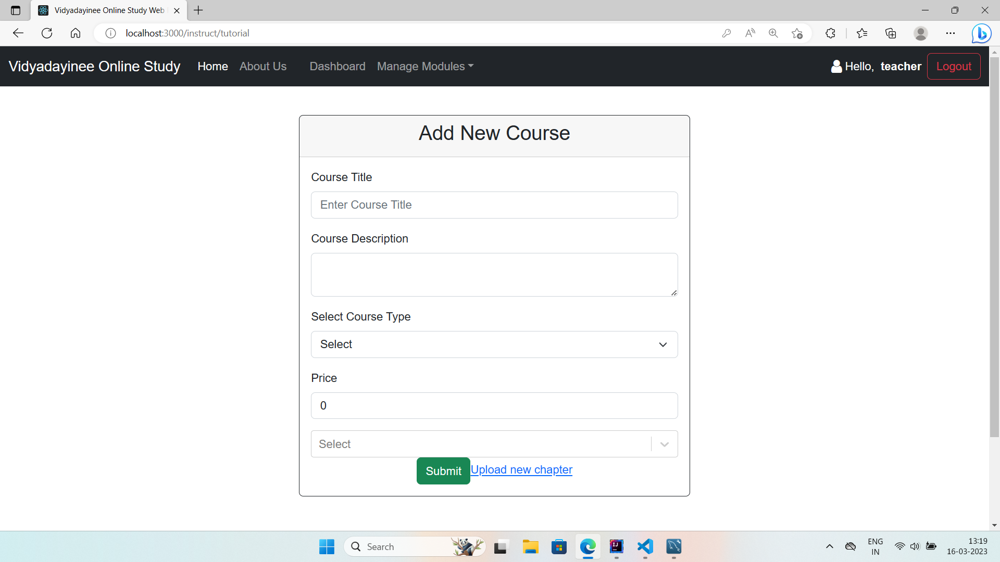 Vidyadayinee Online Study Web
localhost:3000/instruct/tutorial
Vidyadayinee Online Study Home About Us Dashboard Manage Modules Hello, teacher Logout
Add New Course
Course Title
Enter Course Title
Course Description
Select Course Type
Select
Price
0
Select
Submit Upload new chapter
Search
ENG
IN
13:19
16-03-2023